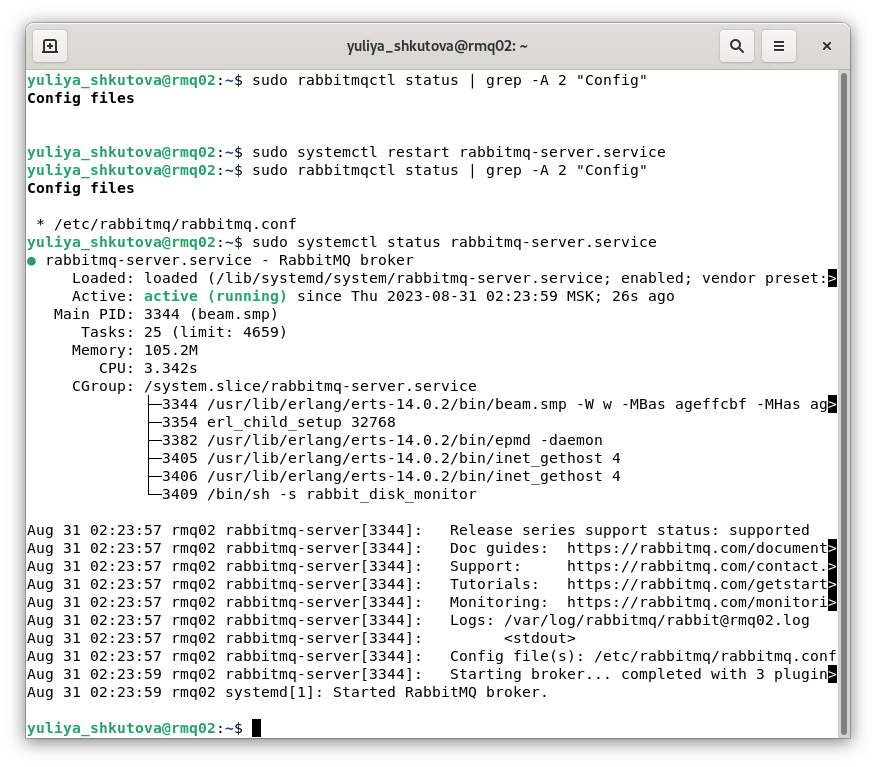 yuliya_shkutova@rmq02: ~
yuliya_shkutova@rmq02:~$ sudo rabbitmqctl status | grep -A 2 "Config"
Config files
yuliya_shkutova@rmq02:~$ sudo systemctl restart rabbitmq-server.service
yuliya_shkutova@rmq02:~$ sudo rabbitmqctl status | grep -A 2 "Config"
Config files
 * /etc/rabbitmq/rabbitmq.conf
yuliya_shkutova@rmq02:~$ sudo systemctl status rabbitmq-server.service
● rabbitmq-server.service - RabbitMQ broker
     Loaded: loaded (/lib/systemd/system/rabbitmq-server.service; enabled; vendor preset:>
     Active: active (running) since Thu 2023-08-31 02:23:59 MSK; 26s ago
   Main PID: 3344 (beam.smp)
      Tasks: 25 (limit: 4659)
     Memory: 105.2M
        CPU: 3.342s
     CGroup: /system.slice/rabbitmq-server.service
             ├─3344 /usr/lib/erlang/erts-14.0.2/bin/beam.smp -W w -MBas ageffcbf -MHas ag>
             ├─3354 erl_child_setup 32768
             ├─3382 /usr/lib/erlang/erts-14.0.2/bin/epmd -daemon
             ├─3405 /usr/lib/erlang/erts-14.0.2/bin/inet_gethost 4
             ├─3406 /usr/lib/erlang/erts-14.0.2/bin/inet_gethost 4
             └─3409 /bin/sh -s rabbit_disk_monitor
Aug 31 02:23:57 rmq02 rabbitmq-server[3344]:   Release series support status: supported
Aug 31 02:23:57 rmq02 rabbitmq-server[3344]:   Doc guides:  https://rabbitmq.com/document>
Aug 31 02:23:57 rmq02 rabbitmq-server[3344]:   Support:     https://rabbitmq.com/contact.>
Aug 31 02:23:57 rmq02 rabbitmq-server[3344]:   Tutorials:   https://rabbitmq.com/getstart>
Aug 31 02:23:57 rmq02 rabbitmq-server[3344]:   Monitoring:  https://rabbitmq.com/monitori>
Aug 31 02:23:57 rmq02 rabbitmq-server[3344]:   Logs: /var/log/rabbitmq/rabbit@rmq02.log
Aug 31 02:23:57 rmq02 rabbitmq-server[3344]:         <stdout>
Aug 31 02:23:57 rmq02 rabbitmq-server[3344]:   Config file(s): /etc/rabbitmq/rabbitmq.conf
Aug 31 02:23:59 rmq02 rabbitmq-server[3344]:   Starting broker... completed with 3 plugin>
Aug 31 02:23:59 rmq02 systemd[1]: Started RabbitMQ broker.
yuliya_shkutova@rmq02:~$